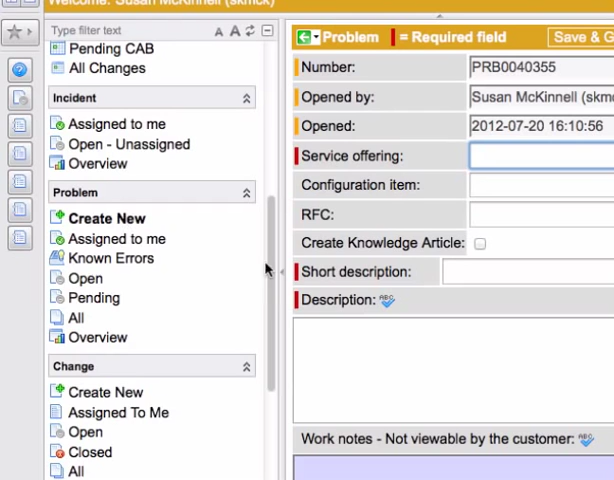 Welcome: Susan McKinnell (skmck)
Type filter text A A
Pending CAB
All Changes
Incident
Assigned to me
Open - Unassigned
Overview
Problem
Create New
Assigned to me
Known Errors
Open
Pending
All
Overview
Change
Create New
Assigned To Me
Open
Closed
All
Problem = Required field Save & G
Number: PRB0040355
Opened by: Susan McKinnell (skmc
Opened: 2012-07-20 16:10:56
Service offering:
Configuration item:
RFC:
Create Knowledge Article:
Short description:
Description: ABC
Work notes - Not viewable by the customer: ABC